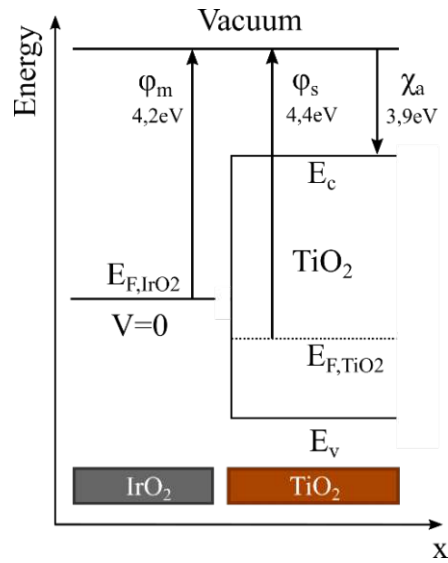 Vacuum
Energy
φm
4,2eV
φs
4,4eV
χa
3,9eV
Ec
TiO2
EF,IrO2
V=0
EF,TiO2
Ev
IrO2
TiO2
x